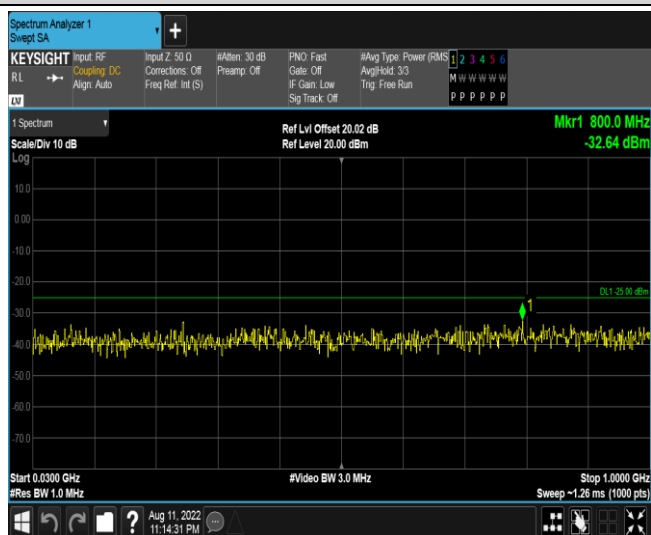 Spectrum Analyzer 1
Swept SA
+
KEYSIGHT Input: RF Input Z: 50 Ω #Atten: 30 dB PNO: Fast #Avg Type: Power (RMS 1 2 3 4 5 6
RL Coupling: DC Corrections: Off Preamp: Off Gate: Off Avg|Hold: 3/3 M W W W W W
Align: Auto Freq Ref: Int (S) IF Gain: Low Trig: Free Run P P P P P P
LXI Sig Track: Off
1 Spectrum Ref Lvl Offset 20.02 dB Mkr1 800.0 MHz
Scale/Div 10 dB Ref Level 20.00 dBm -32.64 dBm
Log
10.0
0.00
-10.0
-20.0
DL1 -25.00 dBm
1
-30.0
-40.0
-50.0
-60.0
-70.0
Start 0.0300 GHz #Video BW 3.0 MHz Stop 1.0000 GHz
#Res BW 1.0 MHz Sweep ~1.26 ms (1000 pts)
? Aug 11, 2022
11:14:31 PM